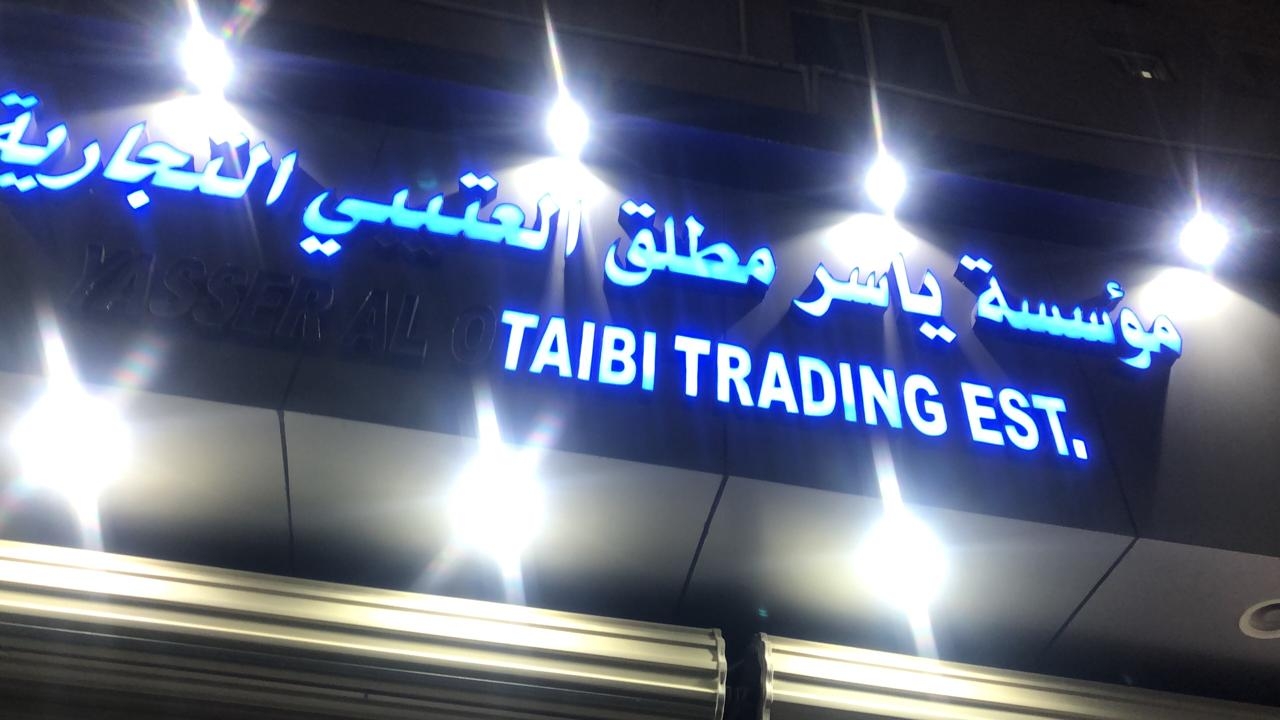 مؤسسة ياسر مطلق العتيبي التجارية
YASSER AL OTAIBI TRADING EST.